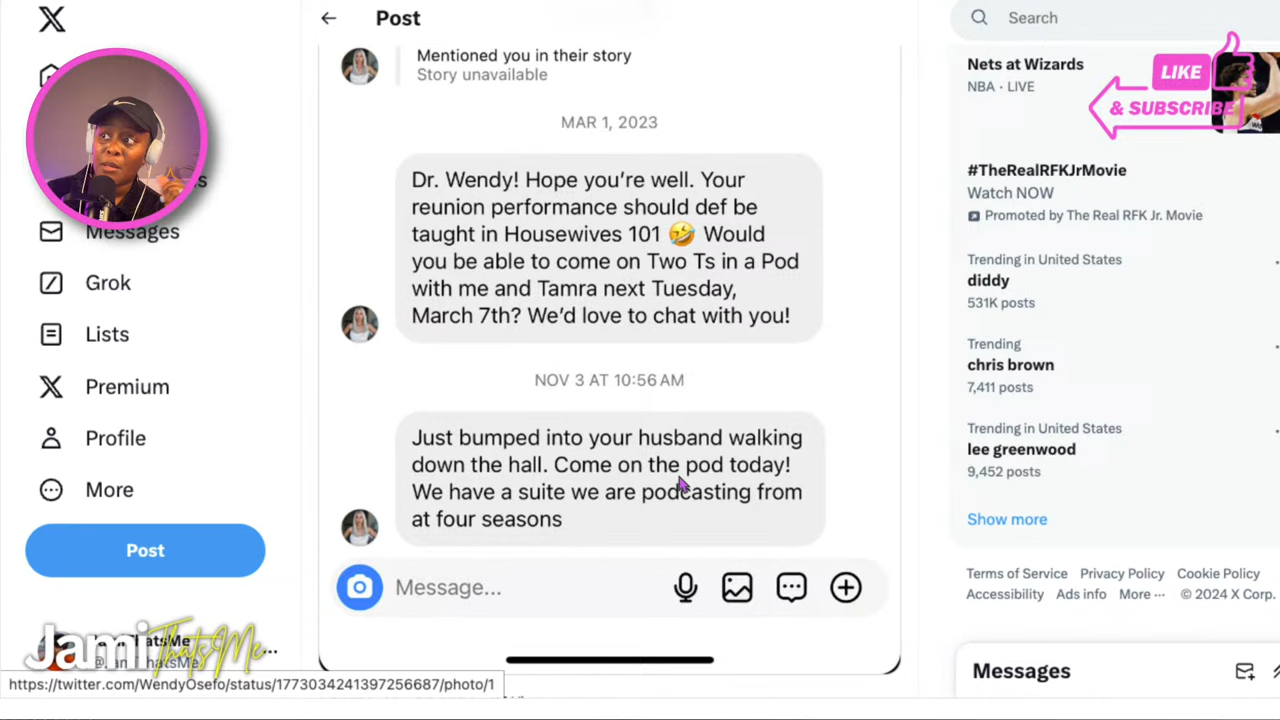 Post
Search
Mentioned you in their story
Story unavailable
Nets at Wizards
NBA · LIVE
LIKE
& SUBSCRIBE
MAR 1, 2023
Dr. Wendy! Hope you're well. Your
reunion performance should def be
taught in Housewives 101 🤣 Would
you be able to come on Two Ts in a Pod
with me and Tamra next Tuesday,
March 7th? We'd love to chat with you!
#TheRealRFKJrMovie
Watch NOW
Promoted by The Real RFK Jr. Movie
Messages
Grok
Lists
Premium
Profile
More
Post
Trending in United States
diddy
531K posts
Trending
chris brown
7,411 posts
Trending in United States
lee greenwood
9,452 posts
Show more
NOV 3 AT 10:56 AM
Just bumped into your husband walking
down the hall. Come on the pod today!
We have a suite we are podcasting from
at four seasons
Message...
Terms of Service Privacy Policy Cookie Policy
Accessibility Ads info More ··· © 2024 X Corp.
JamiThatsMe
Messages
https://twitter.com/WendyOsefo/status/1773034241397256687/photo/1